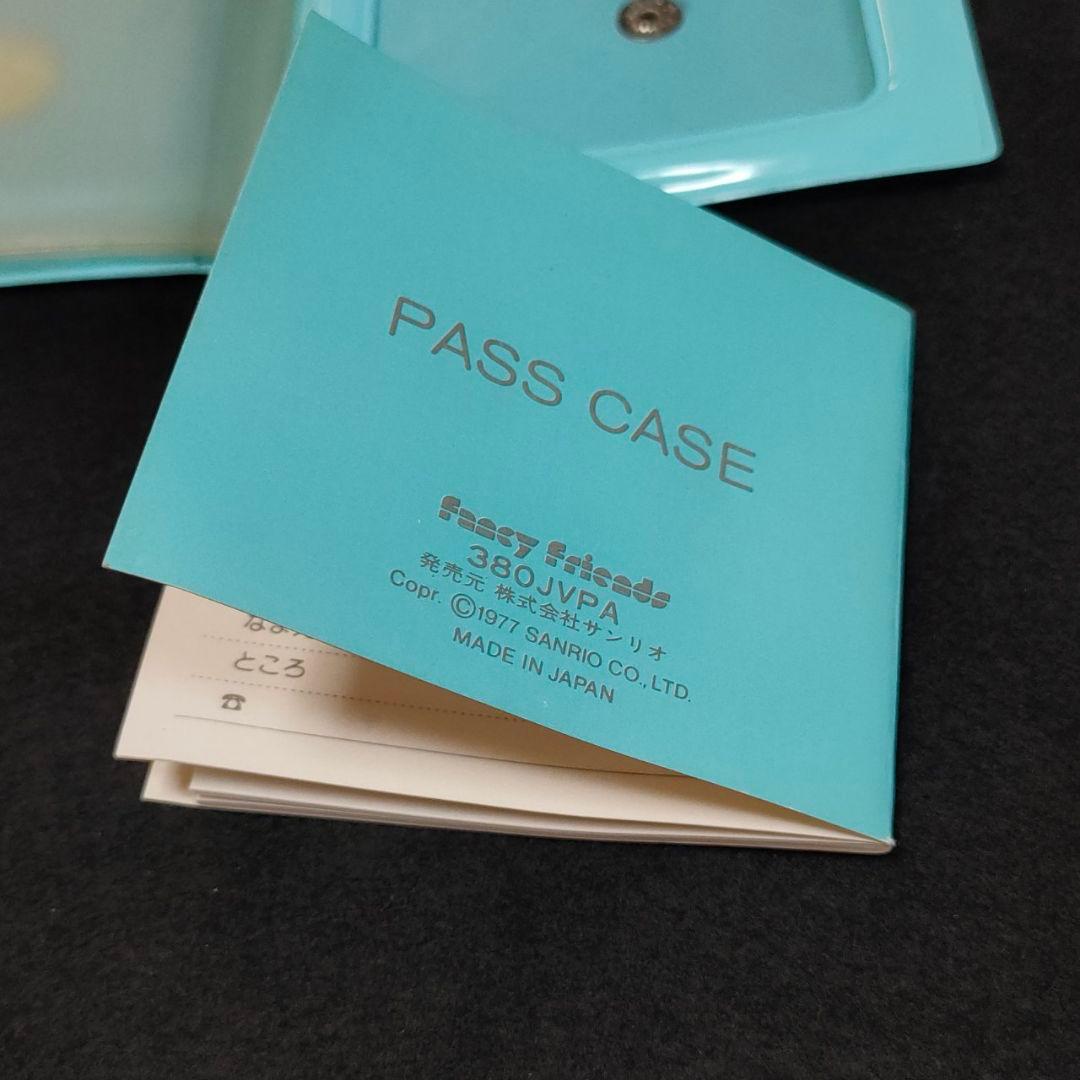 PASS CASE
fancy friends
380JVPA
発売元 株式会社サンリオ
Copr. ©1977 SANRIO CO., LTD.
MADE IN JAPAN
ところ
☎